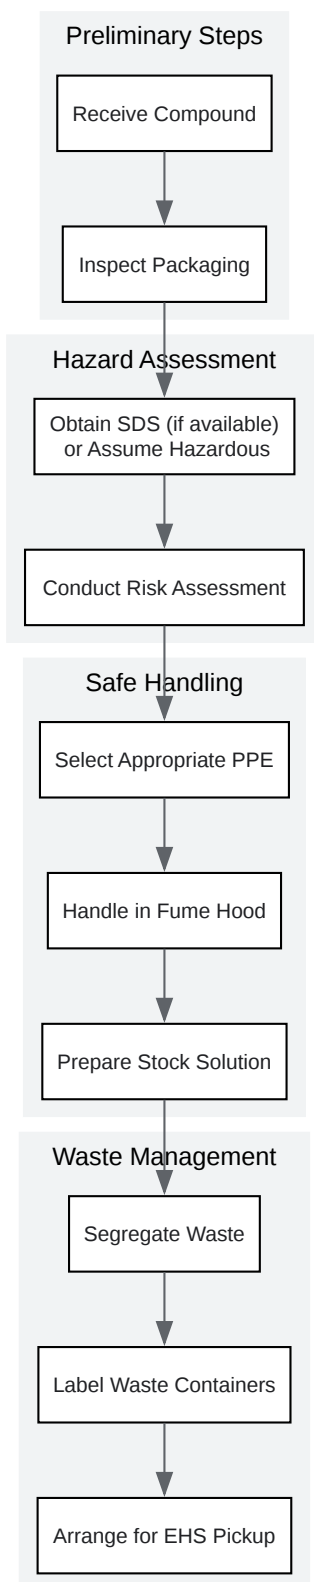 Preliminary Steps
Receive Compound
Inspect Packaging
Hazard Assessment
Obtain SDS (if available)
or Assume Hazardous
Conduct Risk Assessment
Safe Handling
Select Appropriate PPE
Handle in Fume Hood
Prepare Stock Solution
Waste Management
Segregate Waste
Label Waste Containers
Arrange for EHS Pickup